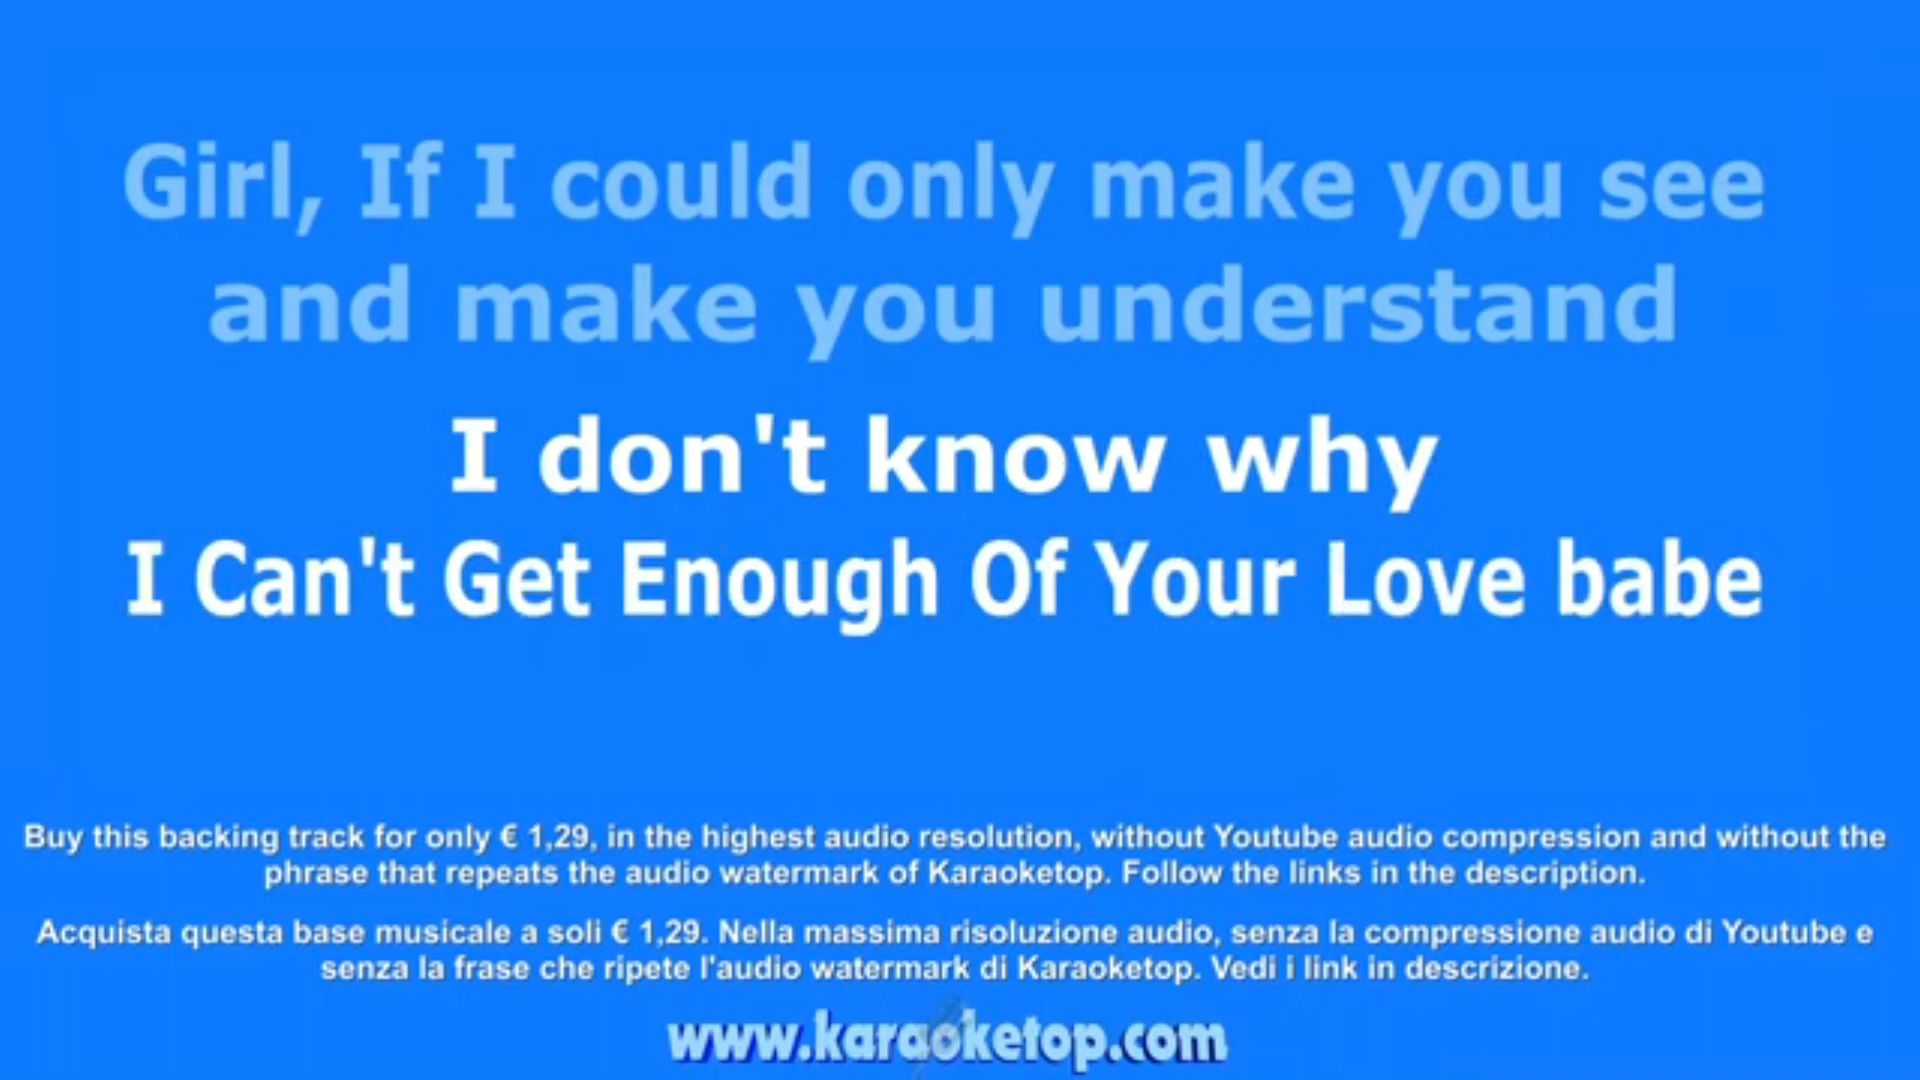 Girl, If I could only make you see
and make you understand
I don't know why
I Can't Get Enough Of Your Love babe
Buy this backing track for only € 1,29, in the highest audio resolution, without Youtube audio compression and without the
phrase that repeats the audio watermark of Karaoketop. Follow the links in the description.
Acquista questa base musicale a soli € 1,29. Nella massima risoluzione audio, senza la compressione audio di Youtube e
senza la frase che ripete l'audio watermark di Karaoketop. Vedi i link in descrizione.
www.karaoketop.com